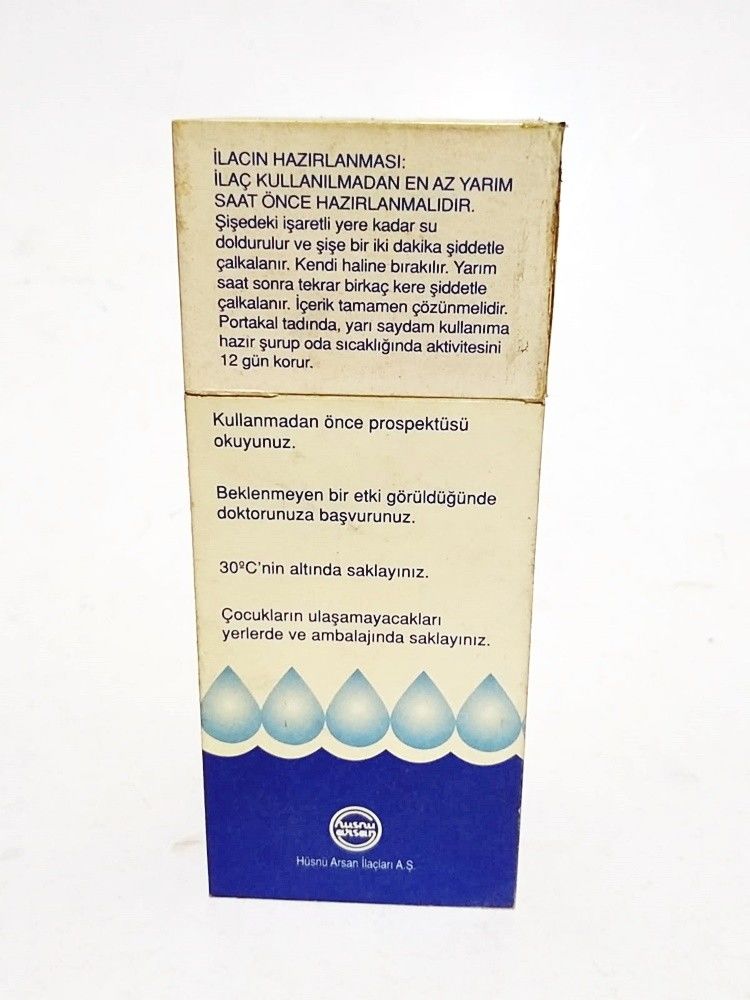 İLACIN HAZIRLANMASI:
İLAÇ KULLANILMADAN EN AZ YARIM
SAAT ÖNCE HAZIRLANMALIDIR.
Şişedeki işaretli yere kadar su
doldurulur ve şişe bir iki dakika şiddetle
çalkalanır. Kendi haline bırakılır. Yarım
saat sonra tekrar birkaç kere şiddetle
çalkalanır. İçerik tamamen çözünmelidir.
Portakal tadında, yarı saydam kullanıma
hazir şurup oda sıcaklığında aktivitesini
12 gün korur.
Kullanmadan önce prospektüsü
okuyunuz.
Beklenmeyen bir etki görüldüğünde
doktorunuza başvurunuz.
30ºC'nin altında saklayınız.
Çocukların ulaşamayacakları
yerlerde ve ambalajında saklayınız.
husnu
arsan
Hüsnü Arsan İlaçları A.Ş.